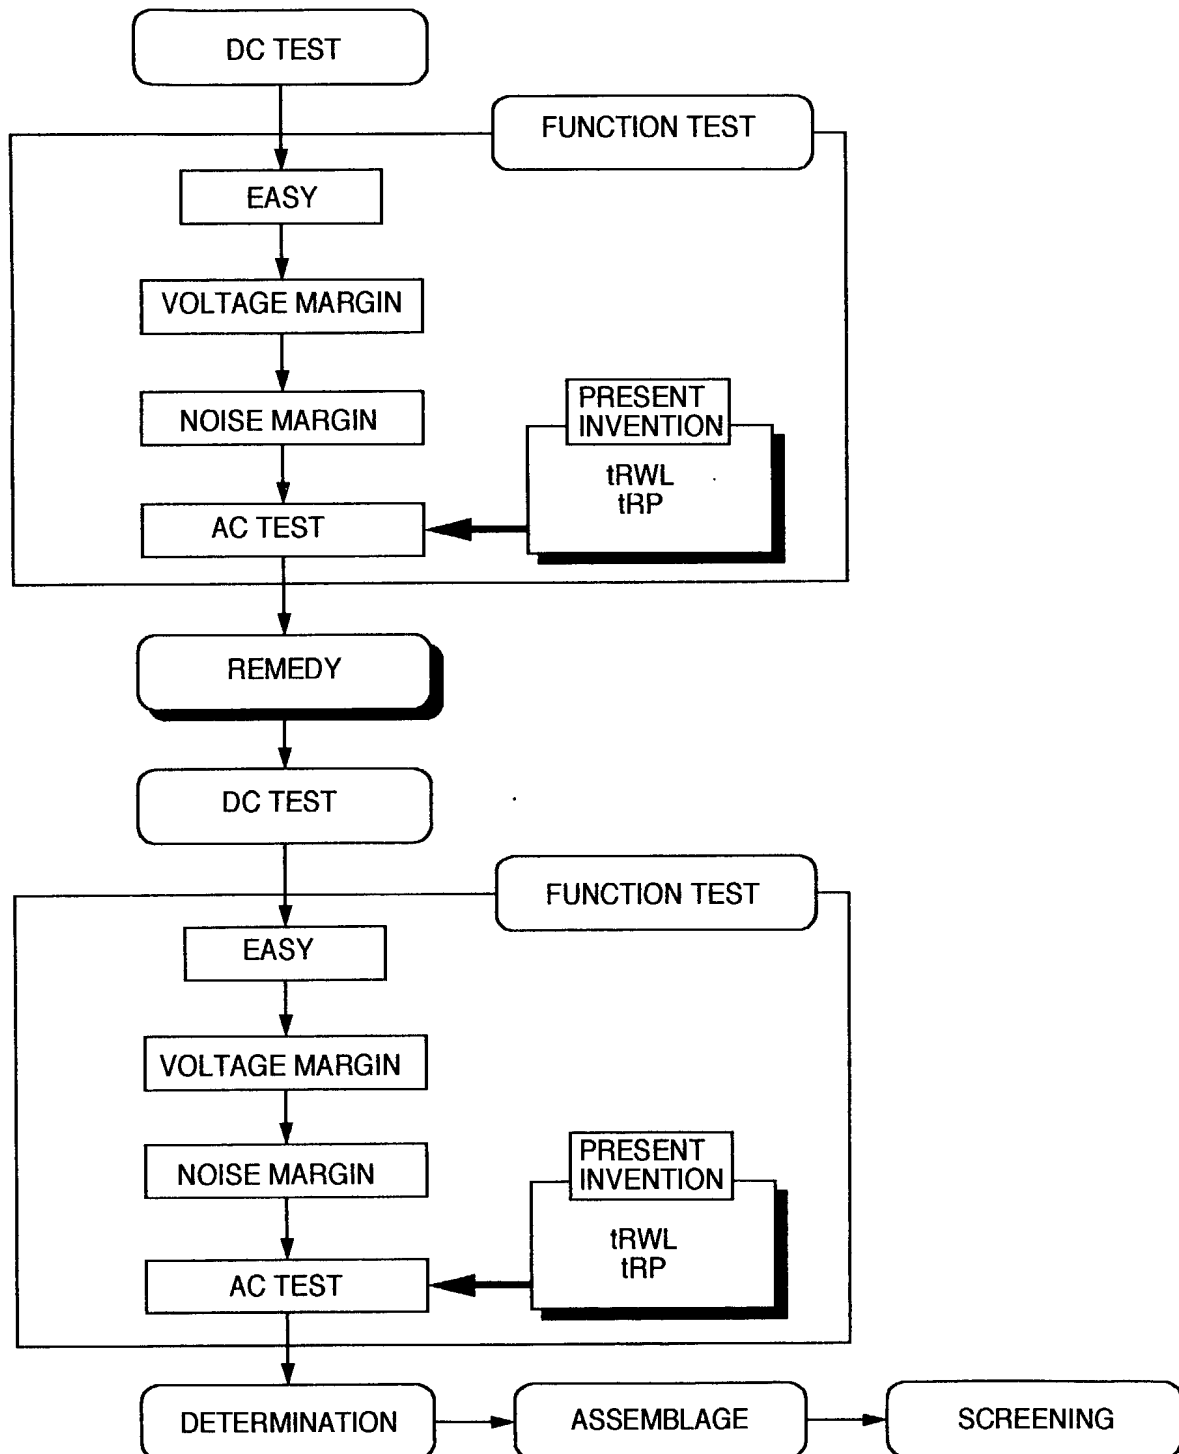 DC TEST
FUNCTION TEST
EASY
VOLTAGE MARGIN
NOISE MARGIN
PRESENT
INVENTION
tRWL
tRP
AC TEST
REMEDY
DC TEST
FUNCTION TEST
EASY
VOLTAGE MARGIN
NOISE MARGIN
PRESENT
INVENTION
tRWL
tRP
AC TEST
DETERMINATION
ASSEMBLAGE
SCREENING